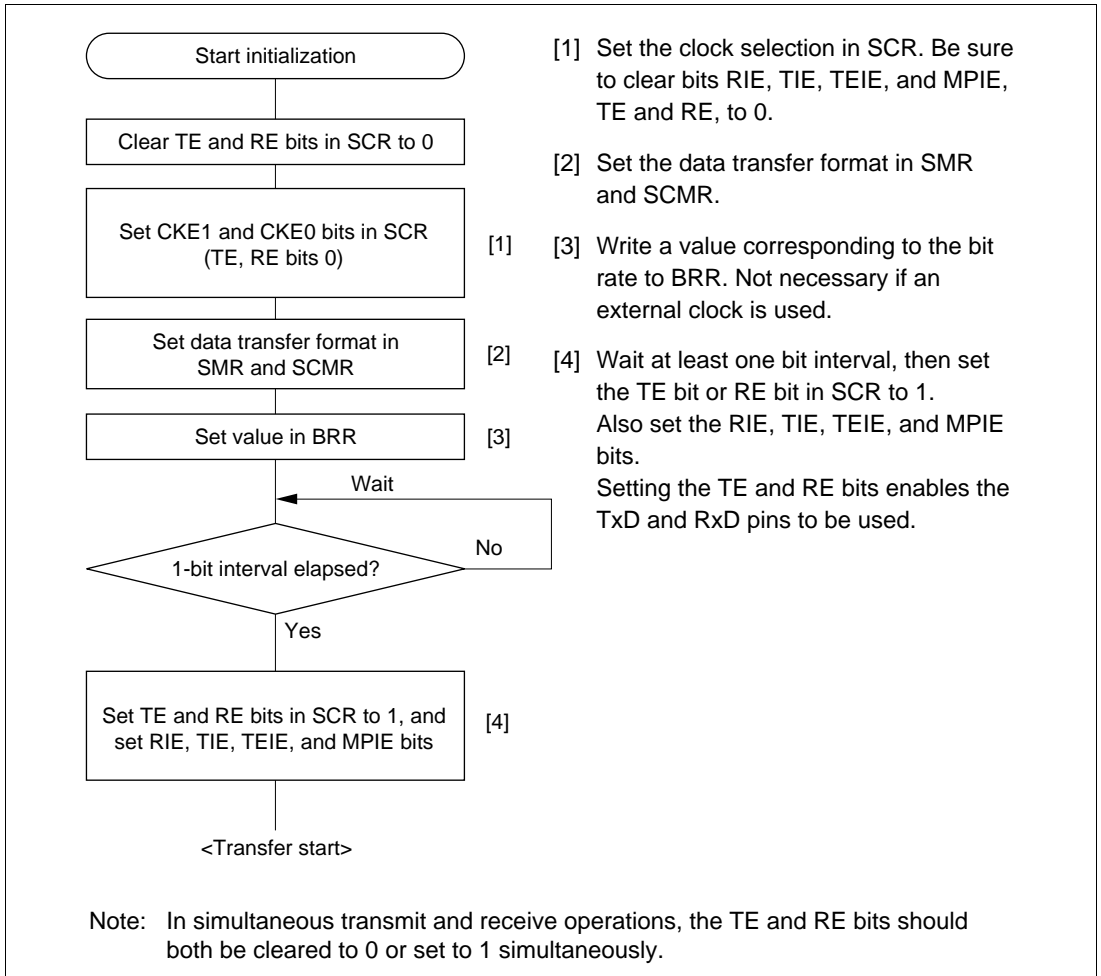 Start initialization
Clear TE and RE bits in SCR to 0
Set CKE1 and CKE0 bits in SCR
(TE, RE bits 0)
[1]
Set data transfer format in
SMR and SCMR
[2]
Set value in BRR
[3]
Wait
No
1-bit interval elapsed?
Yes
Set TE and RE bits in SCR to 1, and
set RIE, TIE, TEIE, and MPIE bits
[4]
<Transfer start>
[1] Set the clock selection in SCR. Be sure
to clear bits RIE, TIE, TEIE, and MPIE,
TE and RE, to 0.
[2] Set the data transfer format in SMR
and SCMR.
[3] Write a value corresponding to the bit
rate to BRR. Not necessary if an
external clock is used.
[4] Wait at least one bit interval, then set
the TE bit or RE bit in SCR to 1.
Also set the RIE, TIE, TEIE, and MPIE
bits.
Setting the TE and RE bits enables the
TxD and RxD pins to be used.
Note: In simultaneous transmit and receive operations, the TE and RE bits should
both be cleared to 0 or set to 1 simultaneously.